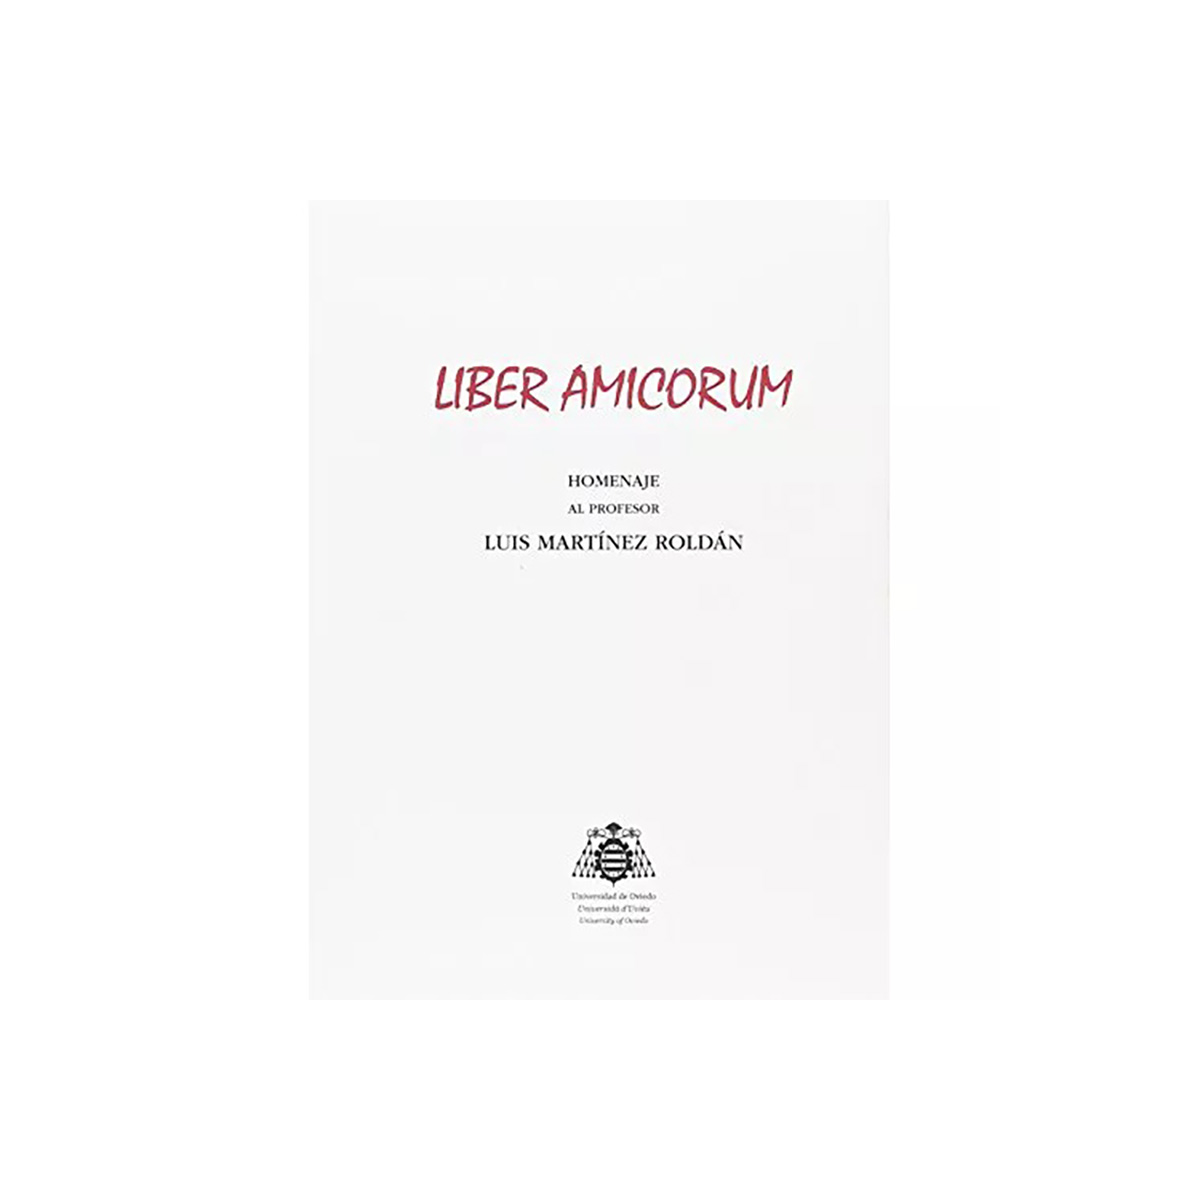 LIBER AMICORUM
HOMENAJE
AL PROFESOR
LUIS MARTÍNEZ ROLDÁN
Universidad de Oviedo
Universidá d'Uviéu
University of Oviedo